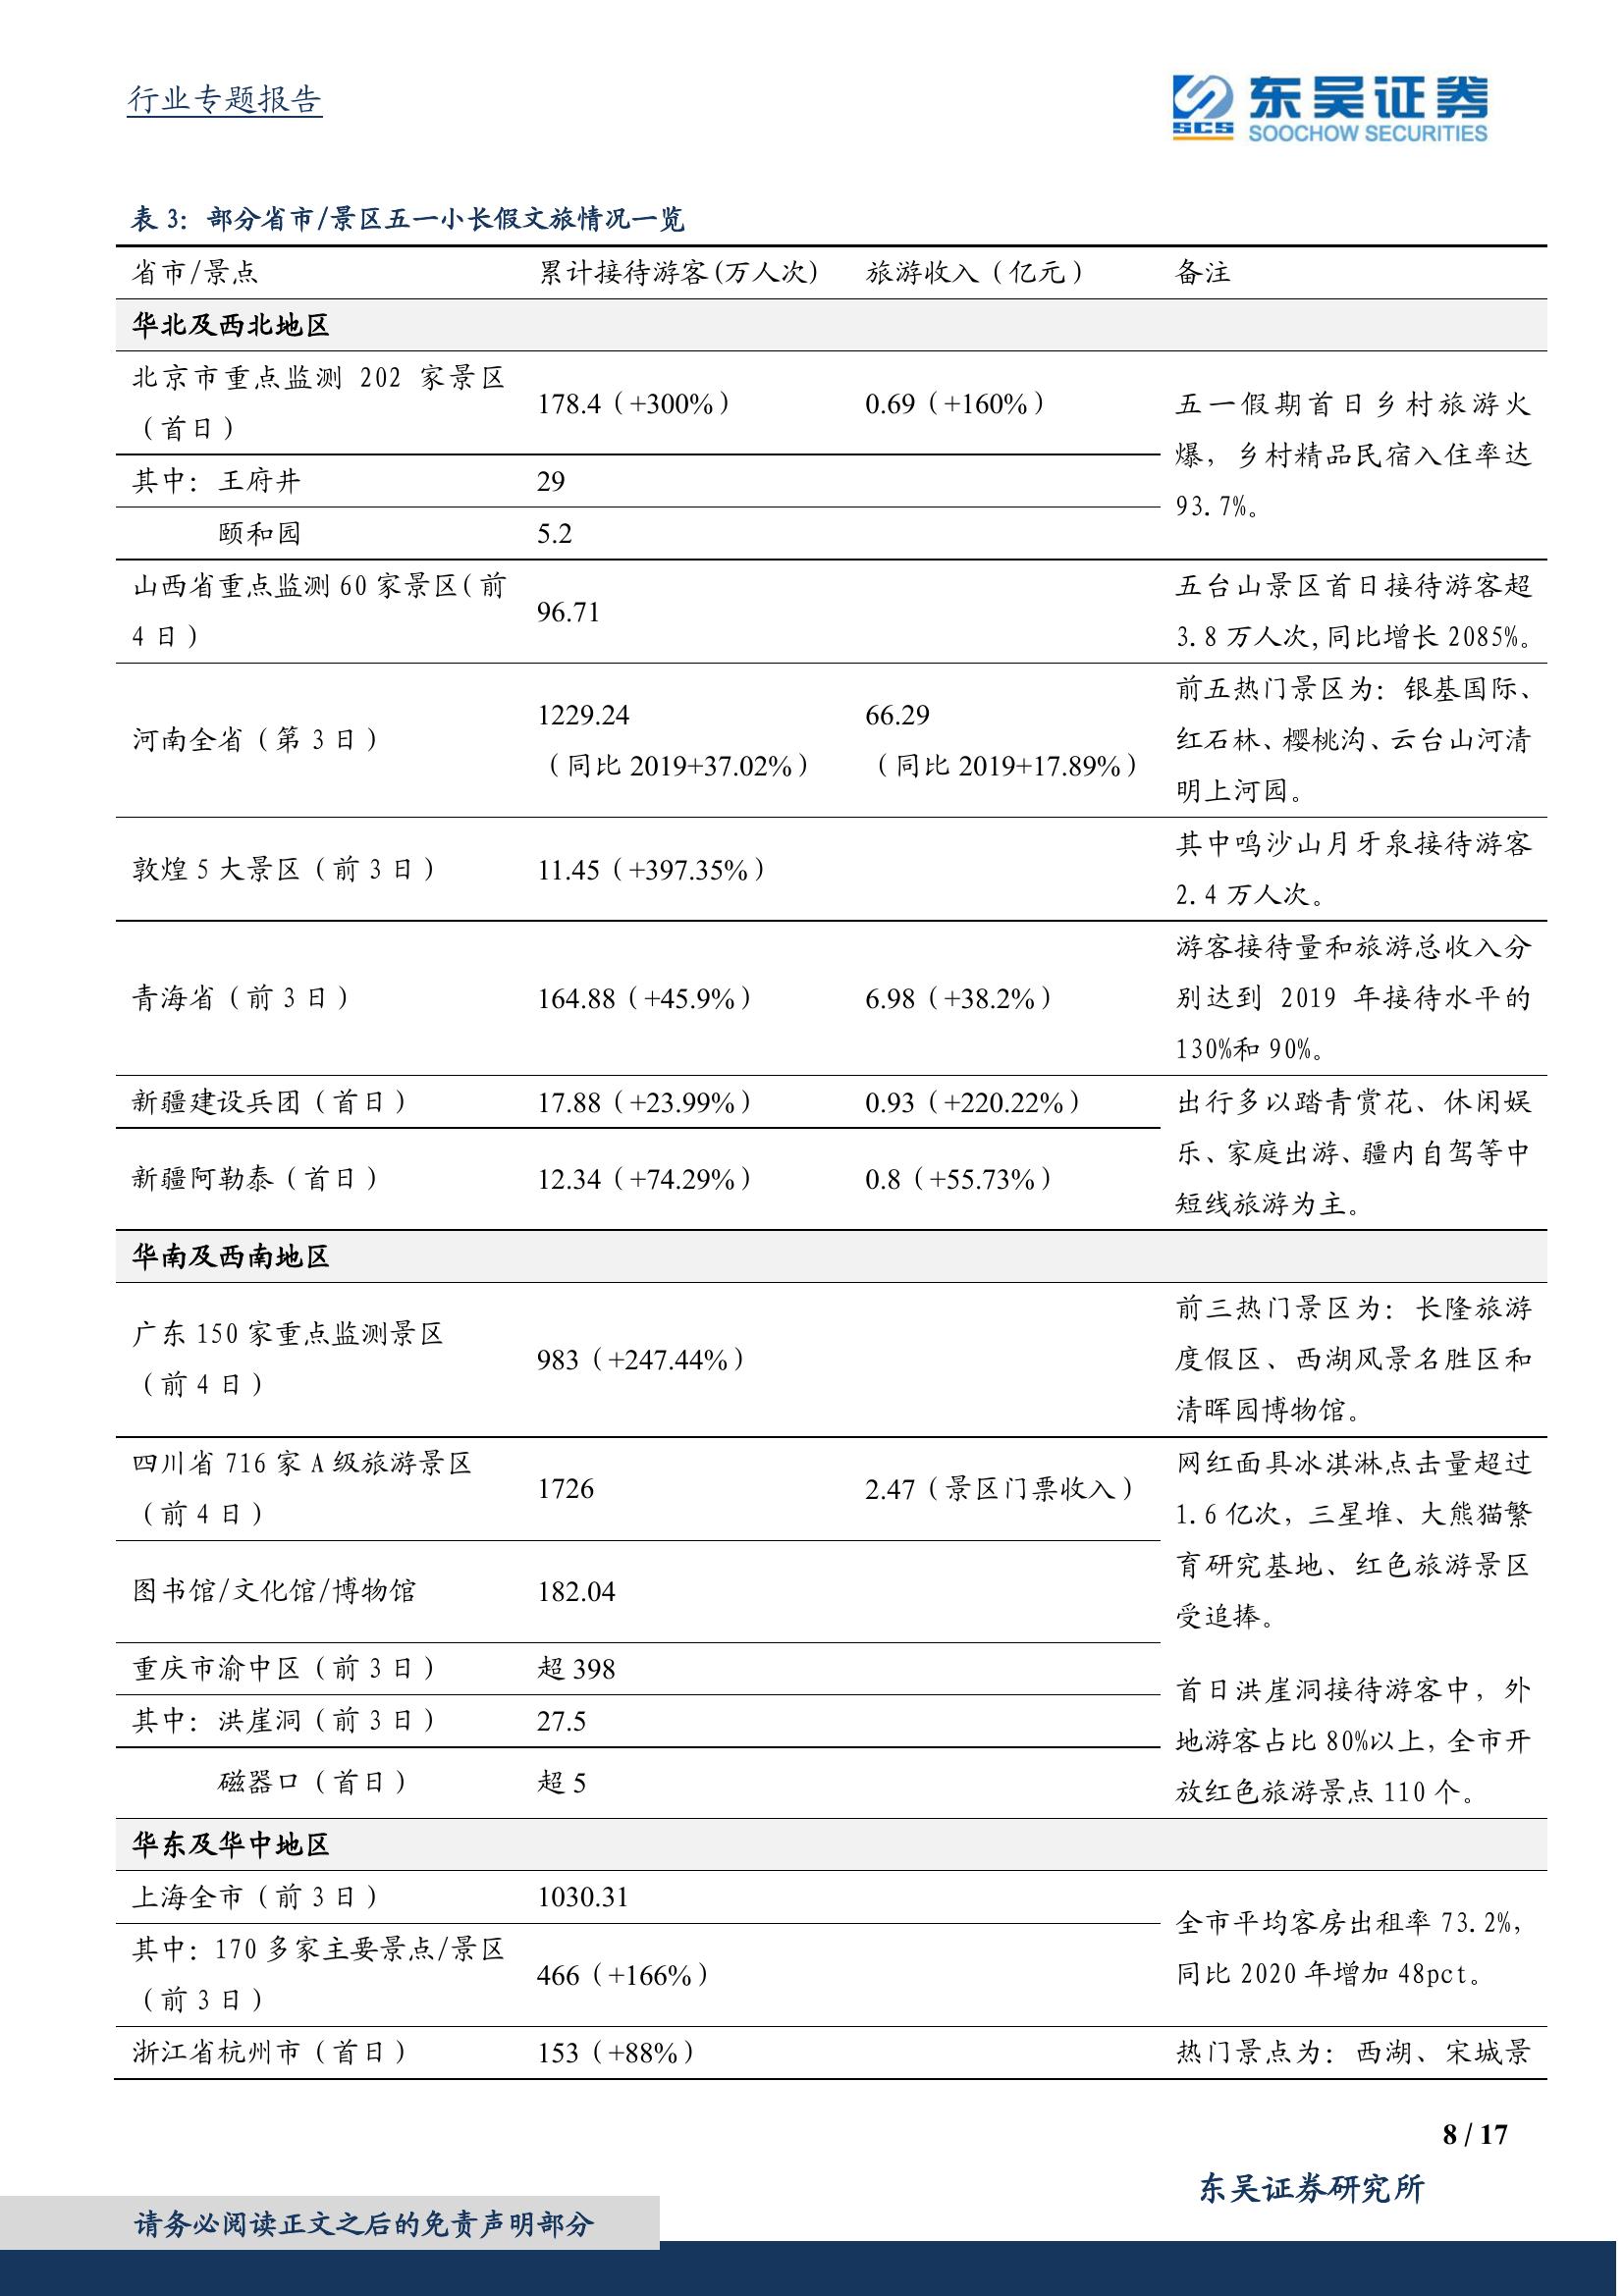 行业专题报告
SCS 东吴证券
SOOCHOW SECURITIES
表 3：部分省市/景区五一小长假文旅情况一览
省市/景点 累计接待游客(万人次) 旅游收入（亿元） 备注
华北及西北地区
北京市重点监测 202 家景区
（首日）
178.4（+300%） 0.69（+160%）
五一假期首日乡村旅游火
爆，乡村精品民宿入住率达
93.7%。
其中：王府井 29
颐和园 5.2
山西省重点监测 60 家景区(前
4 日)
96.71
五台山景区首日接待游客超
3.8 万人次,同比增长 2085%。
河南全省（第 3 日）
1229.24
（同比 2019+37.02%）
66.29
（同比 2019+17.89%）
前五热门景区为：银基国际、
红石林、樱桃沟、云台山河清
明上河园。
敦煌 5 大景区（前 3 日） 11.45（+397.35%）
其中鸣沙山月牙泉接待游客
2.4 万人次。
青海省（前 3 日） 164.88（+45.9%） 6.98（+38.2%）
游客接待量和旅游总收入分
别达到 2019 年接待水平的
130%和 90%。
新疆建设兵团（首日） 17.88（+23.99%） 0.93（+220.22%）
新疆阿勒泰（首日） 12.34（+74.29%） 0.8（+55.73%）
出行多以踏青赏花、休闲娱
乐、家庭出游、疆内自驾等中
短线旅游为主。
华南及西南地区
广东 150 家重点监测景区
（前 4 日）
983（+247.44%）
前三热门景区为：长隆旅游
度假区、西湖风景名胜区和
清晖园博物馆。
四川省 716 家 A 级旅游景区
（前 4 日）
1726 2.47（景区门票收入）
网红面具冰淇淋点击量超过
1.6 亿次，三星堆、大熊猫繁
育研究基地、红色旅游景区
受追捧。
图书馆/文化馆/博物馆 182.04
重庆市渝中区（前 3 日） 超 398
其中：洪崖洞（前 3 日） 27.5
磁器口（首日） 超 5
首日洪崖洞接待游客中，外
地游客占比 80%以上，全市开
放红色旅游景点 110 个。
华东及华中地区
上海全市（前 3 日） 1030.31
其中：170 多家主要景点/景区
（前 3 日）
466（+166%）
全市平均客房出租率 73.2%，
同比 2020 年增加 48pct。
浙江省杭州市（首日） 153（+88%） 热门景点为：西湖、宋城景
8 / 17
东吴证券研究所
请务必阅读正文之后的免责声明部分